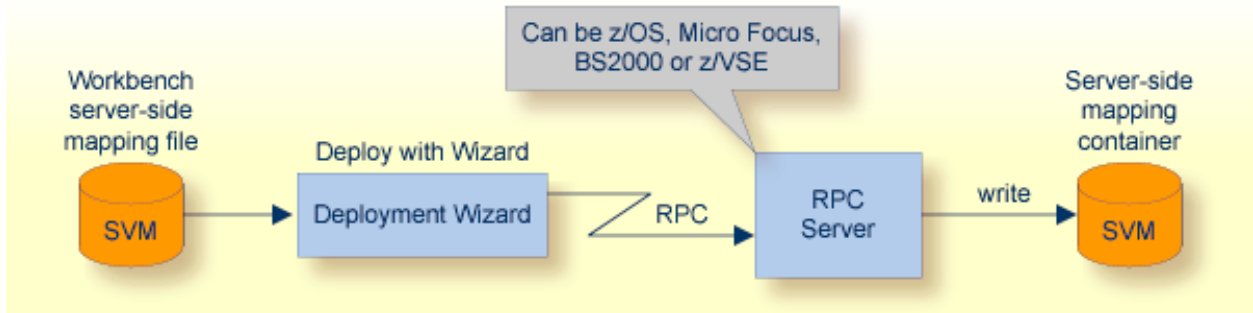 Can be z/OS, Micro Focus,
BS2000 or z/VSE
Workbench
server-side
mapping file
SVM
Deploy with Wizard
Deployment Wizard
RPC
RPC
Server
write
Server-side
mapping
container
SVM